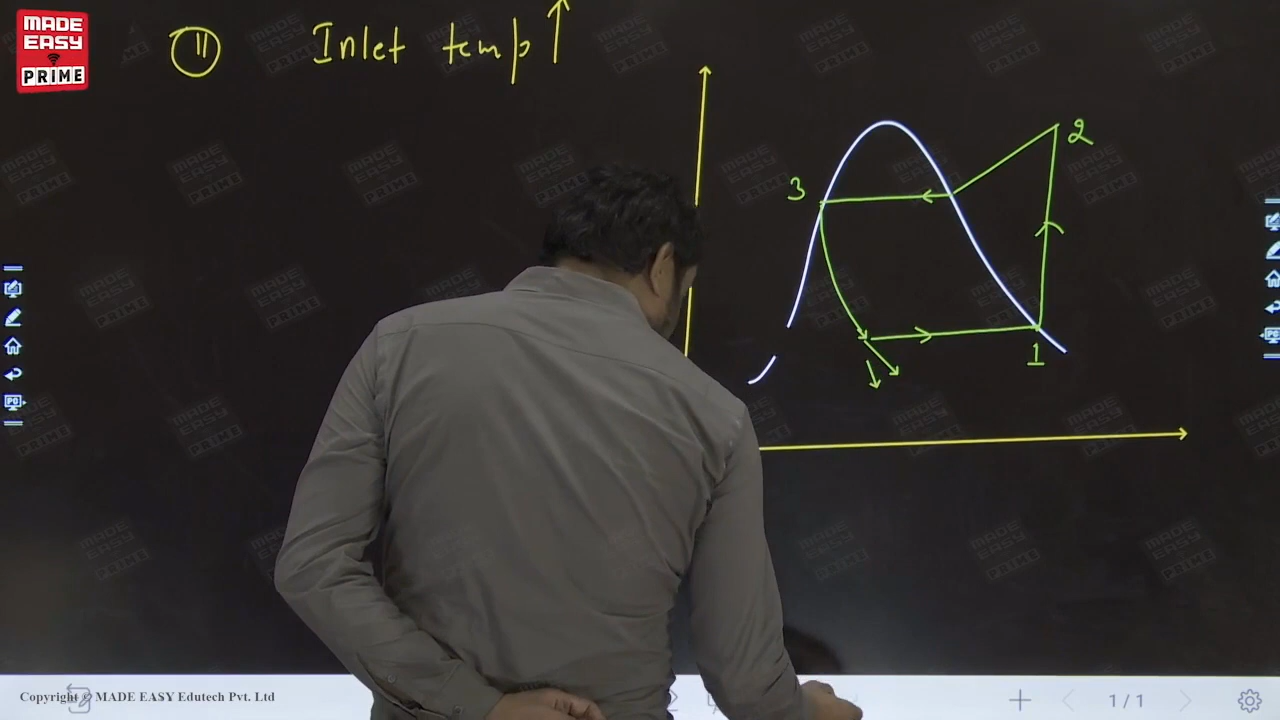 MADE
EASY
PRIME
11 Inlet temp ↑
2
3
1
Copyright © MADE EASY Edutech Pvt. Ltd
1 / 1